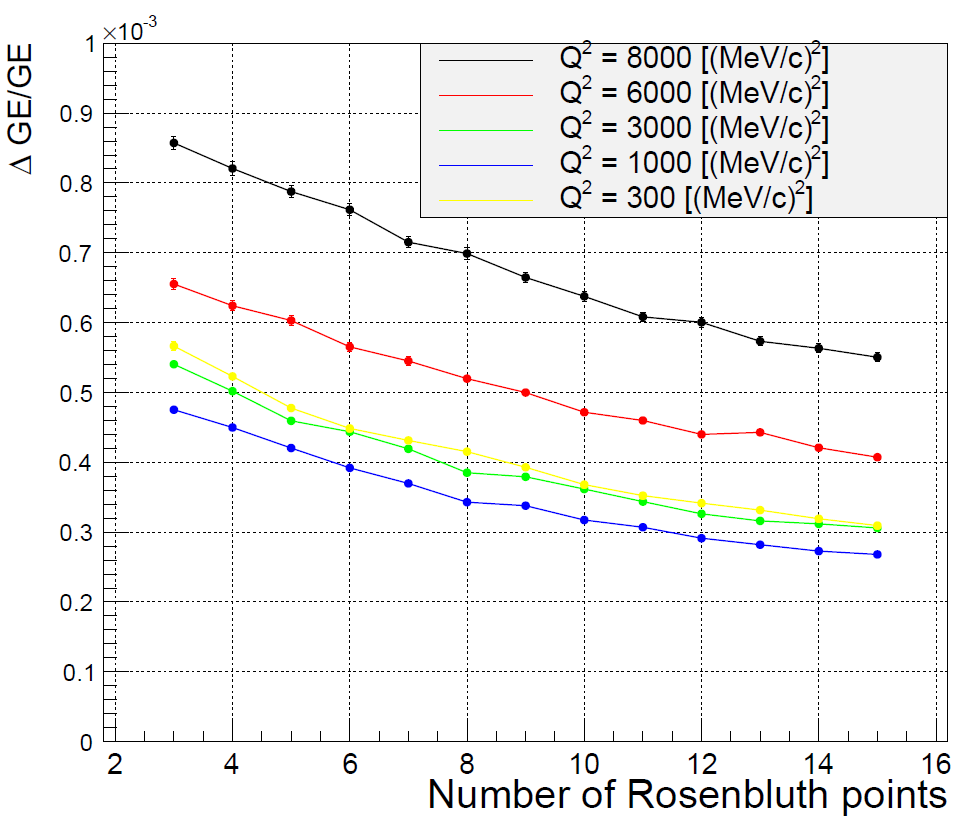 ×10⁻³
Δ GE/GE
1
0.9
0.8
0.7
0.6
0.5
0.4
0.3
0.2
0.1
0
Q² = 8000 [(MeV/c)²]
Q² = 6000 [(MeV/c)²]
Q² = 3000 [(MeV/c)²]
Q² = 1000 [(MeV/c)²]
Q² = 300 [(MeV/c)²]
2 4 6 8 10 12 14 16
Number of Rosenbluth points